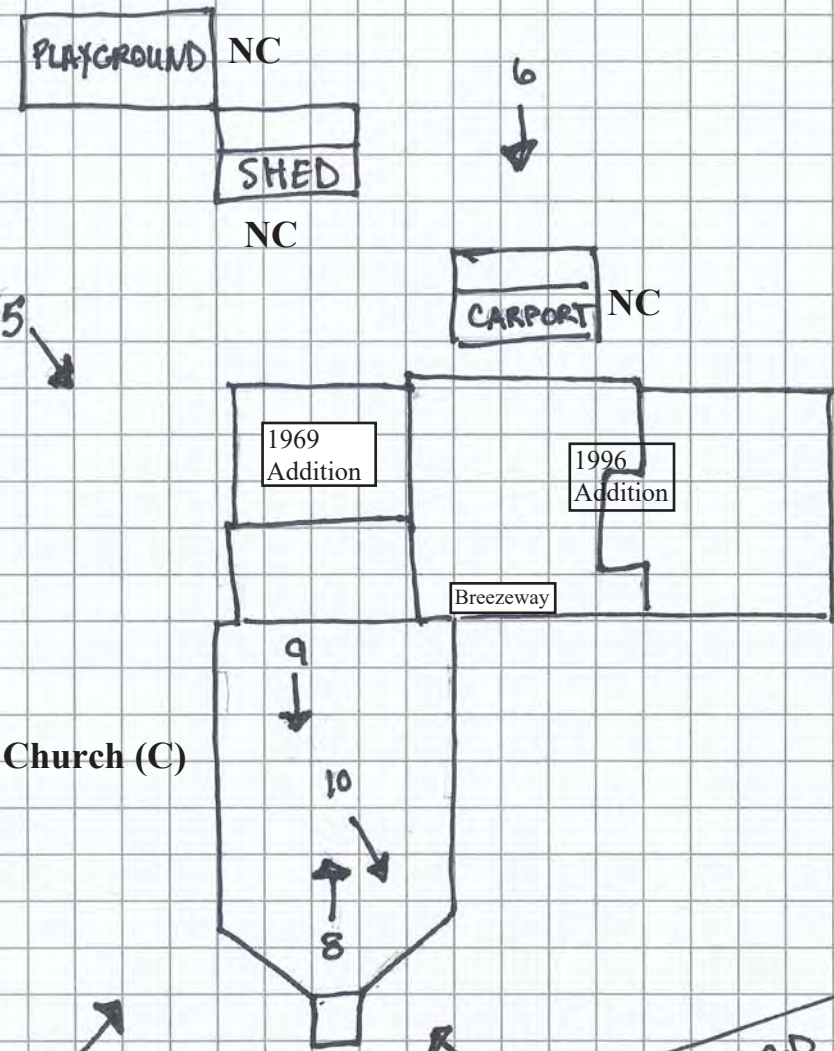 PLAYGROUND
NC
6
SHED
NC
5
CARPORT
NC
1969
Addition
1996
Addition
Breezeway
9
Church (C)
10
8